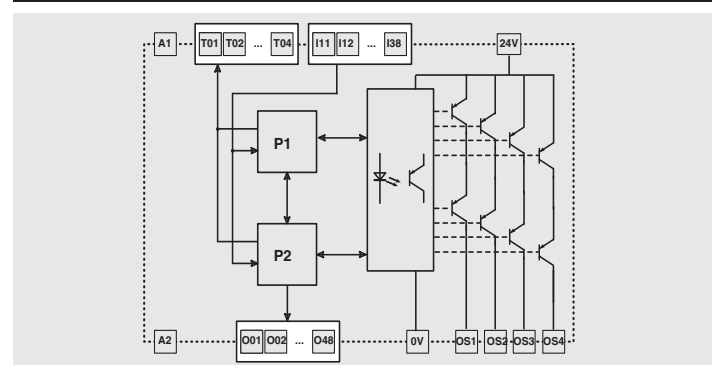 A1 T01 T02 ... T04 I11 I12 ... I38 24V
P1
P2
A2 O01 O02 ... O48 0V OS1 OS2 OS3 OS4